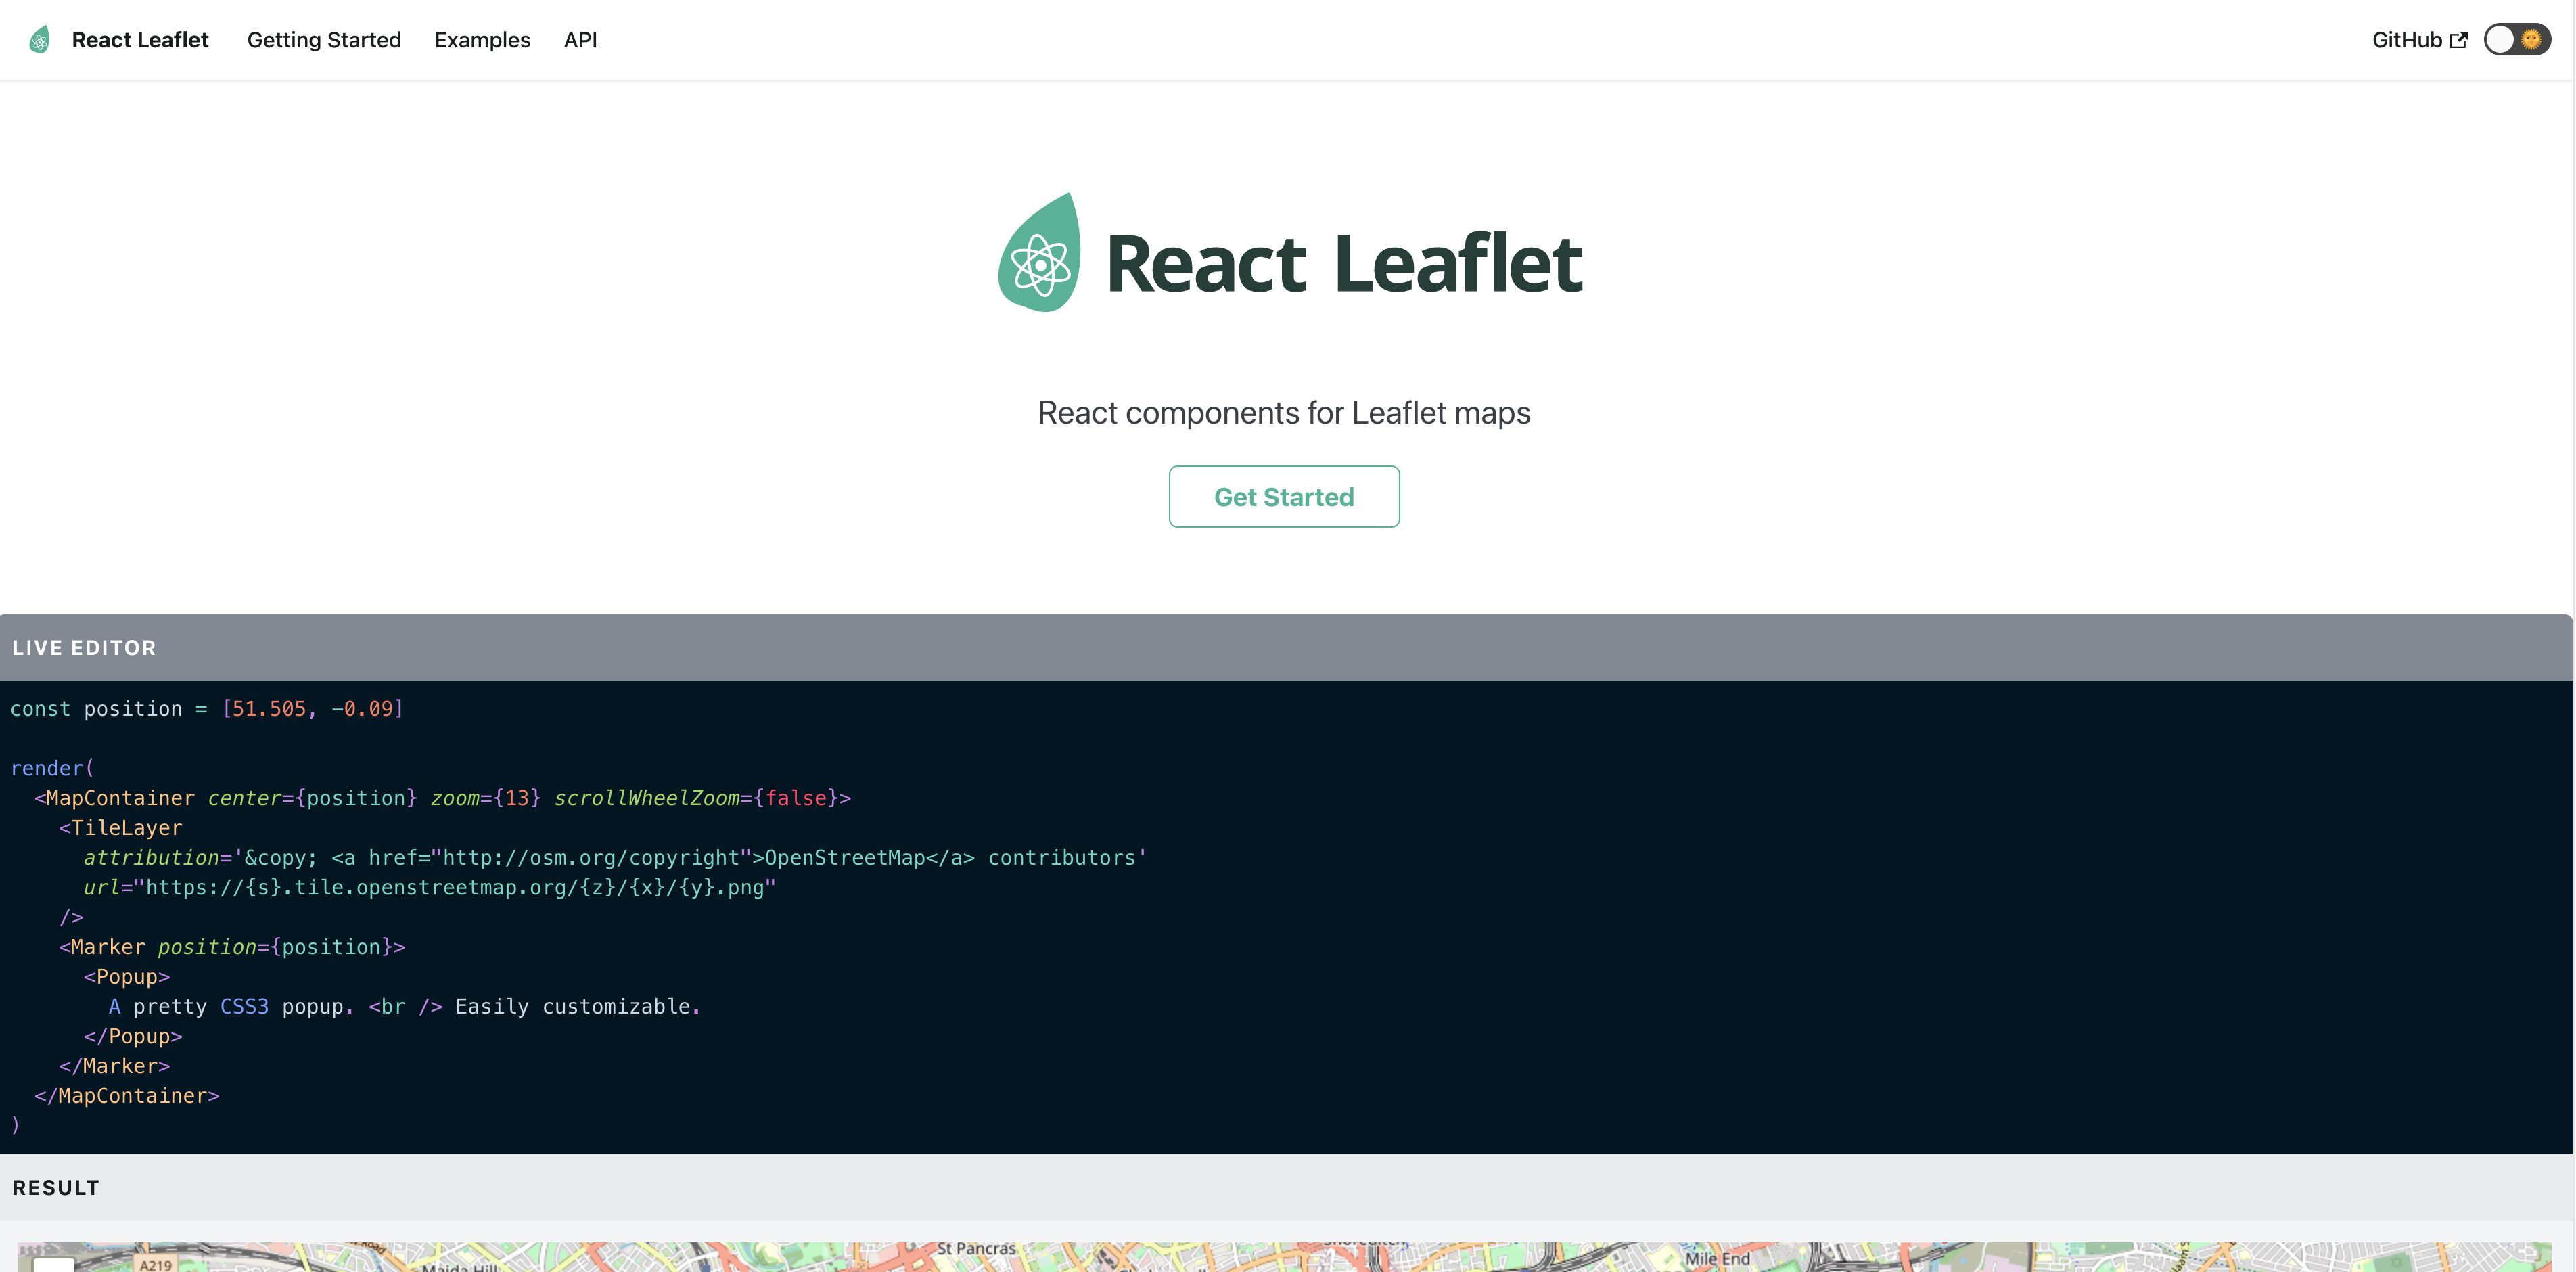 React Leaflet Getting Started Examples API GitHub
React Leaflet
React components for Leaflet maps
Get Started
LIVE EDITOR
const position = [51.505, -0.09]
render(
<MapContainer center={position} zoom={13} scrollWheelZoom={false}>
<TileLayer
attribution='&copy; <a href="http://osm.org/copyright">OpenStreetMap</a> contributors'
url="https://{s}.tile.openstreetmap.org/{z}/{x}/{y}.png"
/>
<Marker position={position}>
<Popup>
A pretty CSS3 popup. <br /> Easily customizable.
</Popup>
</Marker>
</MapContainer>
)
RESULT
St Pancras
Mile End
A219
Maida Hill